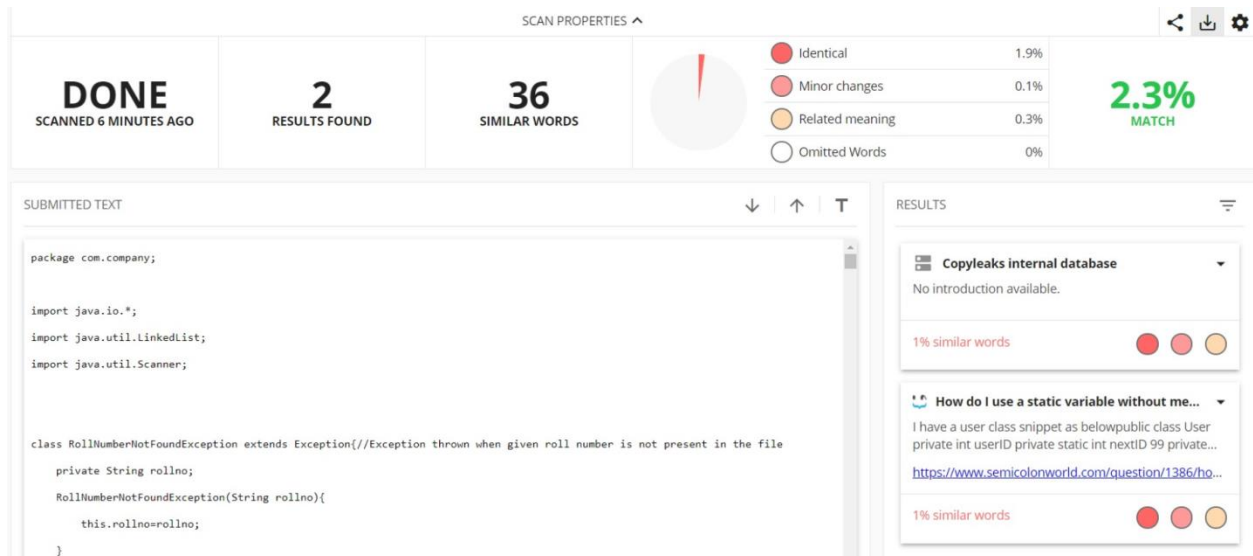 SCAN PROPERTIES
DONE
SCANNED 6 MINUTES AGO
2
RESULTS FOUND
36
SIMILAR WORDS
Identical 1.9%
Minor changes 0.1%
Related meaning 0.3%
Omitted Words 0%
2.3%
MATCH
SUBMITTED TEXT
T
package com.company;
import java.io.*;
import java.util.LinkedList;
import java.util.Scanner;
class RollNumberNotFoundException extends Exception{//Exception thrown when given roll number is not present in the file
private String rollno;
RollNumberNotFoundException(String rollno){
this.rollno=rollno;
}
RESULTS
Copyleaks internal database
No introduction available.
1% similar words
How do I use a static variable without me...
I have a user class snippet as belowpublic class User
private int userID private static int nextID 99 private...
https://www.semicolonworld.com/question/1386/ho...
1% similar words